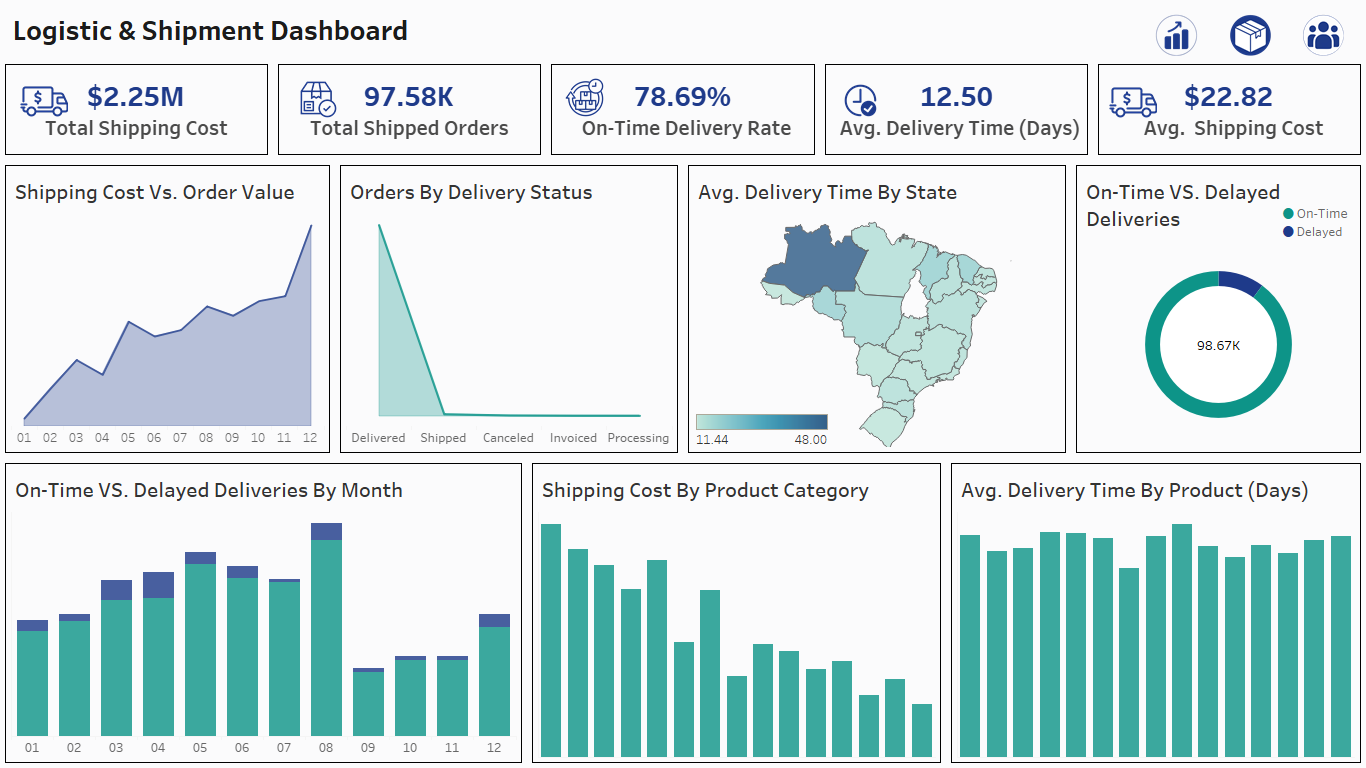 Logistic & Shipment Dashboard
$2.25M
Total Shipping Cost
97.58K
Total Shipped Orders
78.69%
On-Time Delivery Rate
12.50
Avg. Delivery Time (Days)
$22.82
Avg. Shipping Cost
Shipping Cost Vs. Order Value
01 02 03 04 05 06 07 08 09 10 11 12
Orders By Delivery Status
Delivered Shipped Canceled Invoiced Processing
Avg. Delivery Time By State
11.44 48.00
On-Time VS. Delayed
Deliveries
On-Time
Delayed
98.67K
On-Time VS. Delayed Deliveries By Month
01 02 03 04 05 06 07 08 09 10 11 12
Shipping Cost By Product Category
Avg. Delivery Time By Product (Days)